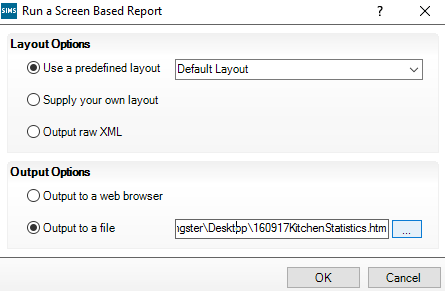 SIMS Run a Screen Based Report ? ×
Layout Options
Use a predefined layout Default Layout
Supply your own layout
Output raw XML
Output Options
Output to a web browser
Output to a file ngster\Desktop\160917KitchenStatistics.htm ...
OK Cancel